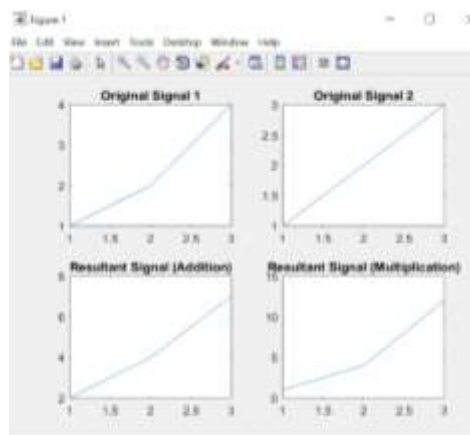 Figure 1
File Edit View Insert Tools Desktop Window Help
Original Signal 1
4
3
2
1
1 1.5 2 2.5 3
Original Signal 2
3
2.5
2
1.5
1
1 1.5 2 2.5 3
Resultant Signal (Addition)
8
6
4
2
1 1.5 2 2.5 3
Resultant Signal (Multiplication)
15
10
5
0
1 1.5 2 2.5 3